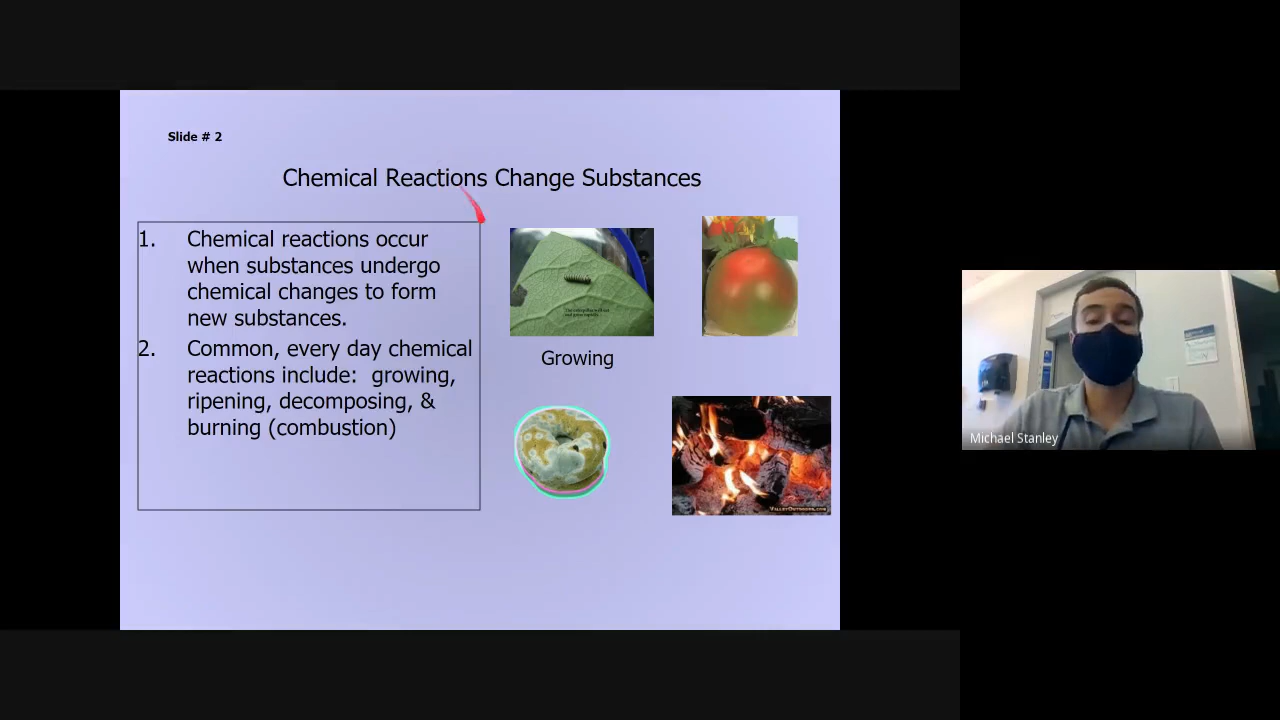 Slide # 2
Chemical Reactions Change Substances
1. Chemical reactions occur
when substances undergo
chemical changes to form
new substances.
2. Common, every day chemical
reactions include: growing,
ripening, decomposing, &
burning (combustion)
Growing
Michael Stanley